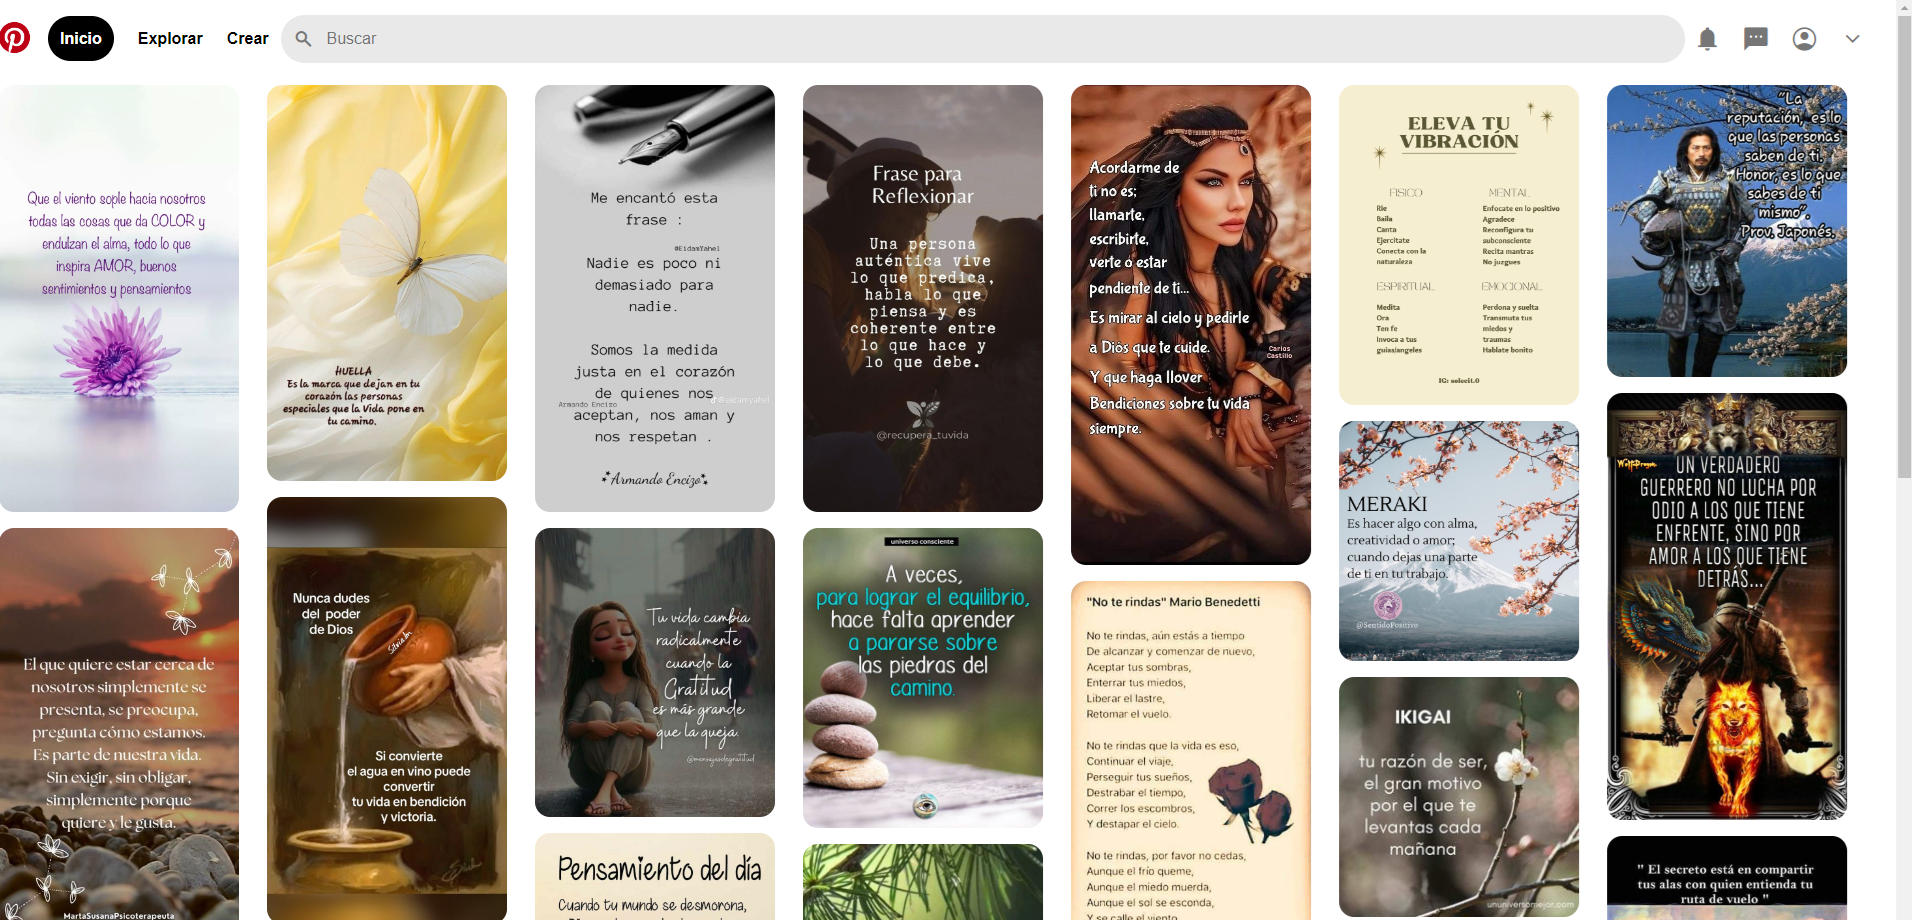 Inicio
Explorar
Crear
Buscar
Que el viento sople hacia nosotros
todas las cosas que da COLOR y
endulzan el alma, todo lo que
inspira AMOR, buenos
sentimientos y pensamientos
HUELLA
Es la marca que dejan en tu
corazón las personas
especiales que la Vida pone en
tu camino.
Me encantó esta
frase :
@EidamYahel
Nadie es poco ni
demasiado para
nadie.
Somos la medida
justa en el corazón
de quienes nos
Armando Encizo
@eidamyahel
aceptan, nos aman y
nos respetan .
Armando Encizo
Frase para
Reflexionar
Una persona
auténtica vive
lo que predica,
habla lo que
piensa y es
coherente entre
lo que hace y
lo que debe.
@recupera_tuvida
Acordarme de
ti no es;
llamarte,
escribirte,
verte o estar
pendiente de ti...
Es mirar al cielo y pedirle
a Dios que te cuide.
Carlos
Castillo
Y que haga llover
Bendiciones sobre tu vida
siempre.
ELEVA TU
VIBRACIÓN
FISICO
Rie
Baila
Canta
Ejercitate
Conecta con la
naturaleza
MENTAL
Enfocate en lo positivo
Agradece
Reconfigura tu
subconsciente
Recita mantras
No juzgues
ESPIRITUAL
Medita
Ora
Ten fe
Invoca a tus
guias/angeles
EMOCIONAL
Perdona y suelta
Transmuta tus
miedos y
traumas
Hablate bonito
IG: solecit.0
"La
reputación, es lo
que las personas
saben de ti.
Honor, es lo que
sabes de ti
mismo".
Prov. Japonés.
El que quiere estar cerca de
nosotros simplemente se
presenta, se preocupa,
pregunta cómo estamos.
Es parte de nuestra vida.
Sin exigir, sin obligar,
simplemente porque
quiere y le gusta.
MartaSusanaPsicoterapeuta
Nunca dudes
del poder
de Dios
Si convierte
el agua en vino puede
convertir
tu vida en bendición
y victoria.
Tu vida cambia
radicalmente
cuando la
Gratitud
es más grande
que la queja.
@mensajesdegratitud
Pensamiento del día
Cuando tu mundo se desmorona,
universo consciente
A veces,
para lograr el equilibrio,
hace falta aprender
a pararse sobre
las piedras del
camino.
"No te rindas" Mario Benedetti
No te rindas, aún estás a tiempo
De alcanzar y comenzar de nuevo,
Aceptar tus sombras,
Enterrar tus miedos,
Liberar el lastre,
Retomar el vuelo.
No te rindas que la vida es eso,
Continuar el viaje,
Perseguir tus sueños,
Destrabar el tiempo,
Correr los escombros,
Y destapar el cielo.
No te rindas, por favor no cedas,
Aunque el frío queme,
Aunque el miedo muerda,
Aunque el sol se esconda,
Y se calle el viento
MERAKI
Es hacer algo con alma,
creatividad o amor;
cuando dejas una parte
de ti en tu trabajo.
@SentidoPositivo
IKIGAI
tu razón de ser,
el gran motivo
por el que te
levantas cada
mañana
ununiversomejor.com
UN VERDADERO
GUERRERO NO LUCHA POR
ODIO A LOS QUE TIENE
ENFRENTE, SINO POR
AMOR A LOS QUE TIENE
DETRÁS...
" El secreto está en compartir
tus alas con quien entienda tu
ruta de vuelo "